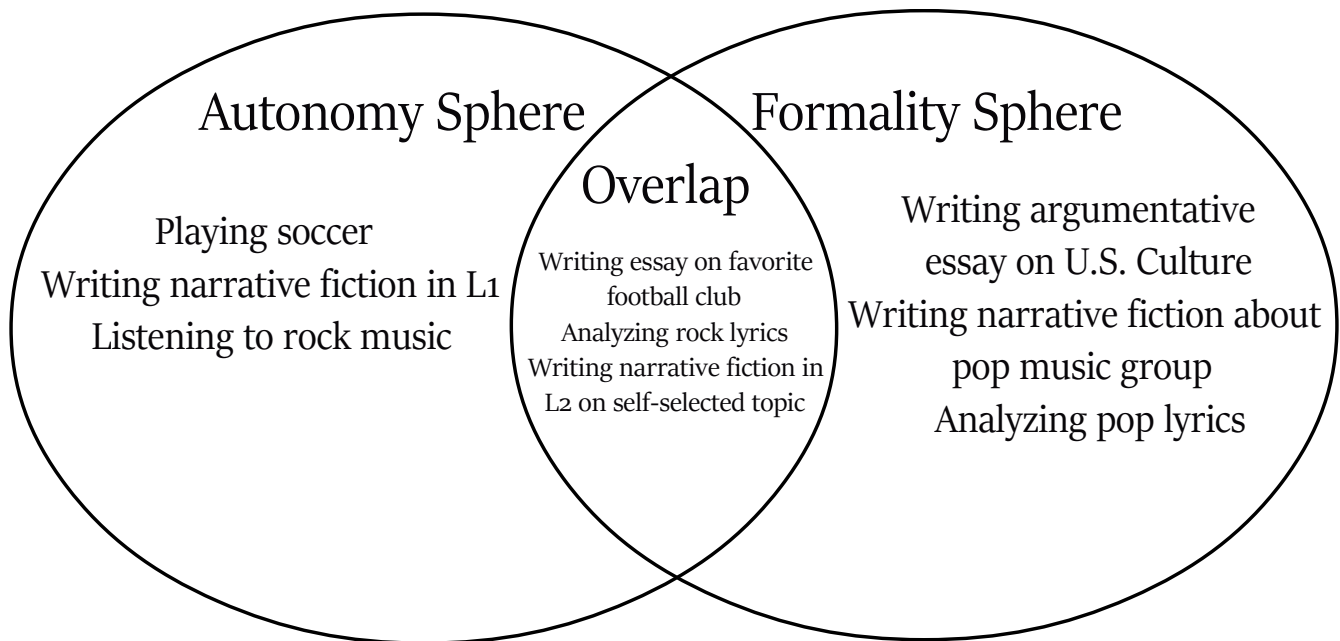 Autonomy Sphere
Playing soccer
Writing narrative fiction in L1
Listening to rock music
Overlap
Writing essay on favorite
football club
Analyzing rock lyrics
Writing narrative fiction in
L2 on self-selected topic
Formality Sphere
Writing argumentative
essay on U.S. Culture
Writing narrative fiction about
pop music group
Analyzing pop lyrics